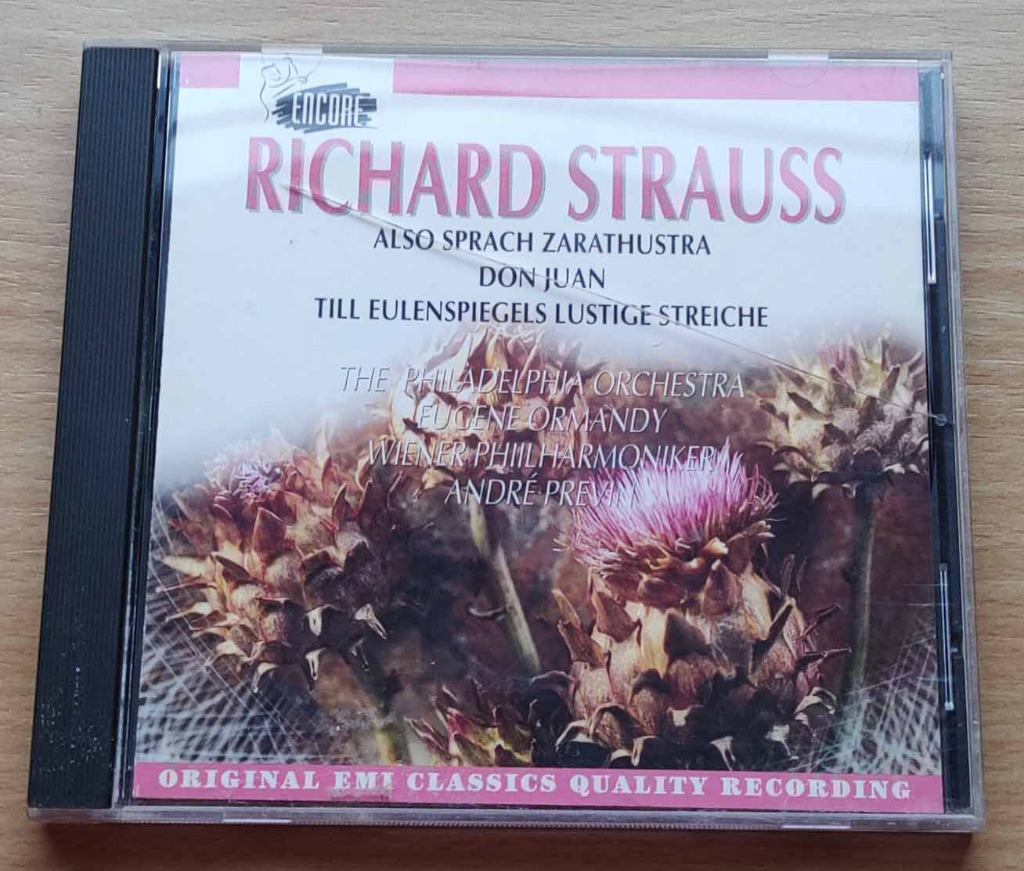 ENCORE
RICHARD STRAUSS
ALSO SPRACH ZARATHUSTRA
DON JUAN
TILL EULENSPIEGELS LUSTIGE STREICHE
THE PHILADELPHIA ORCHESTRA
EUGENE ORMANDY
WIENER PHIILHARMONIKER
ANDRÉ PREVIN
ORIGINAL EMI CLASSICS QUALITY RECORDING